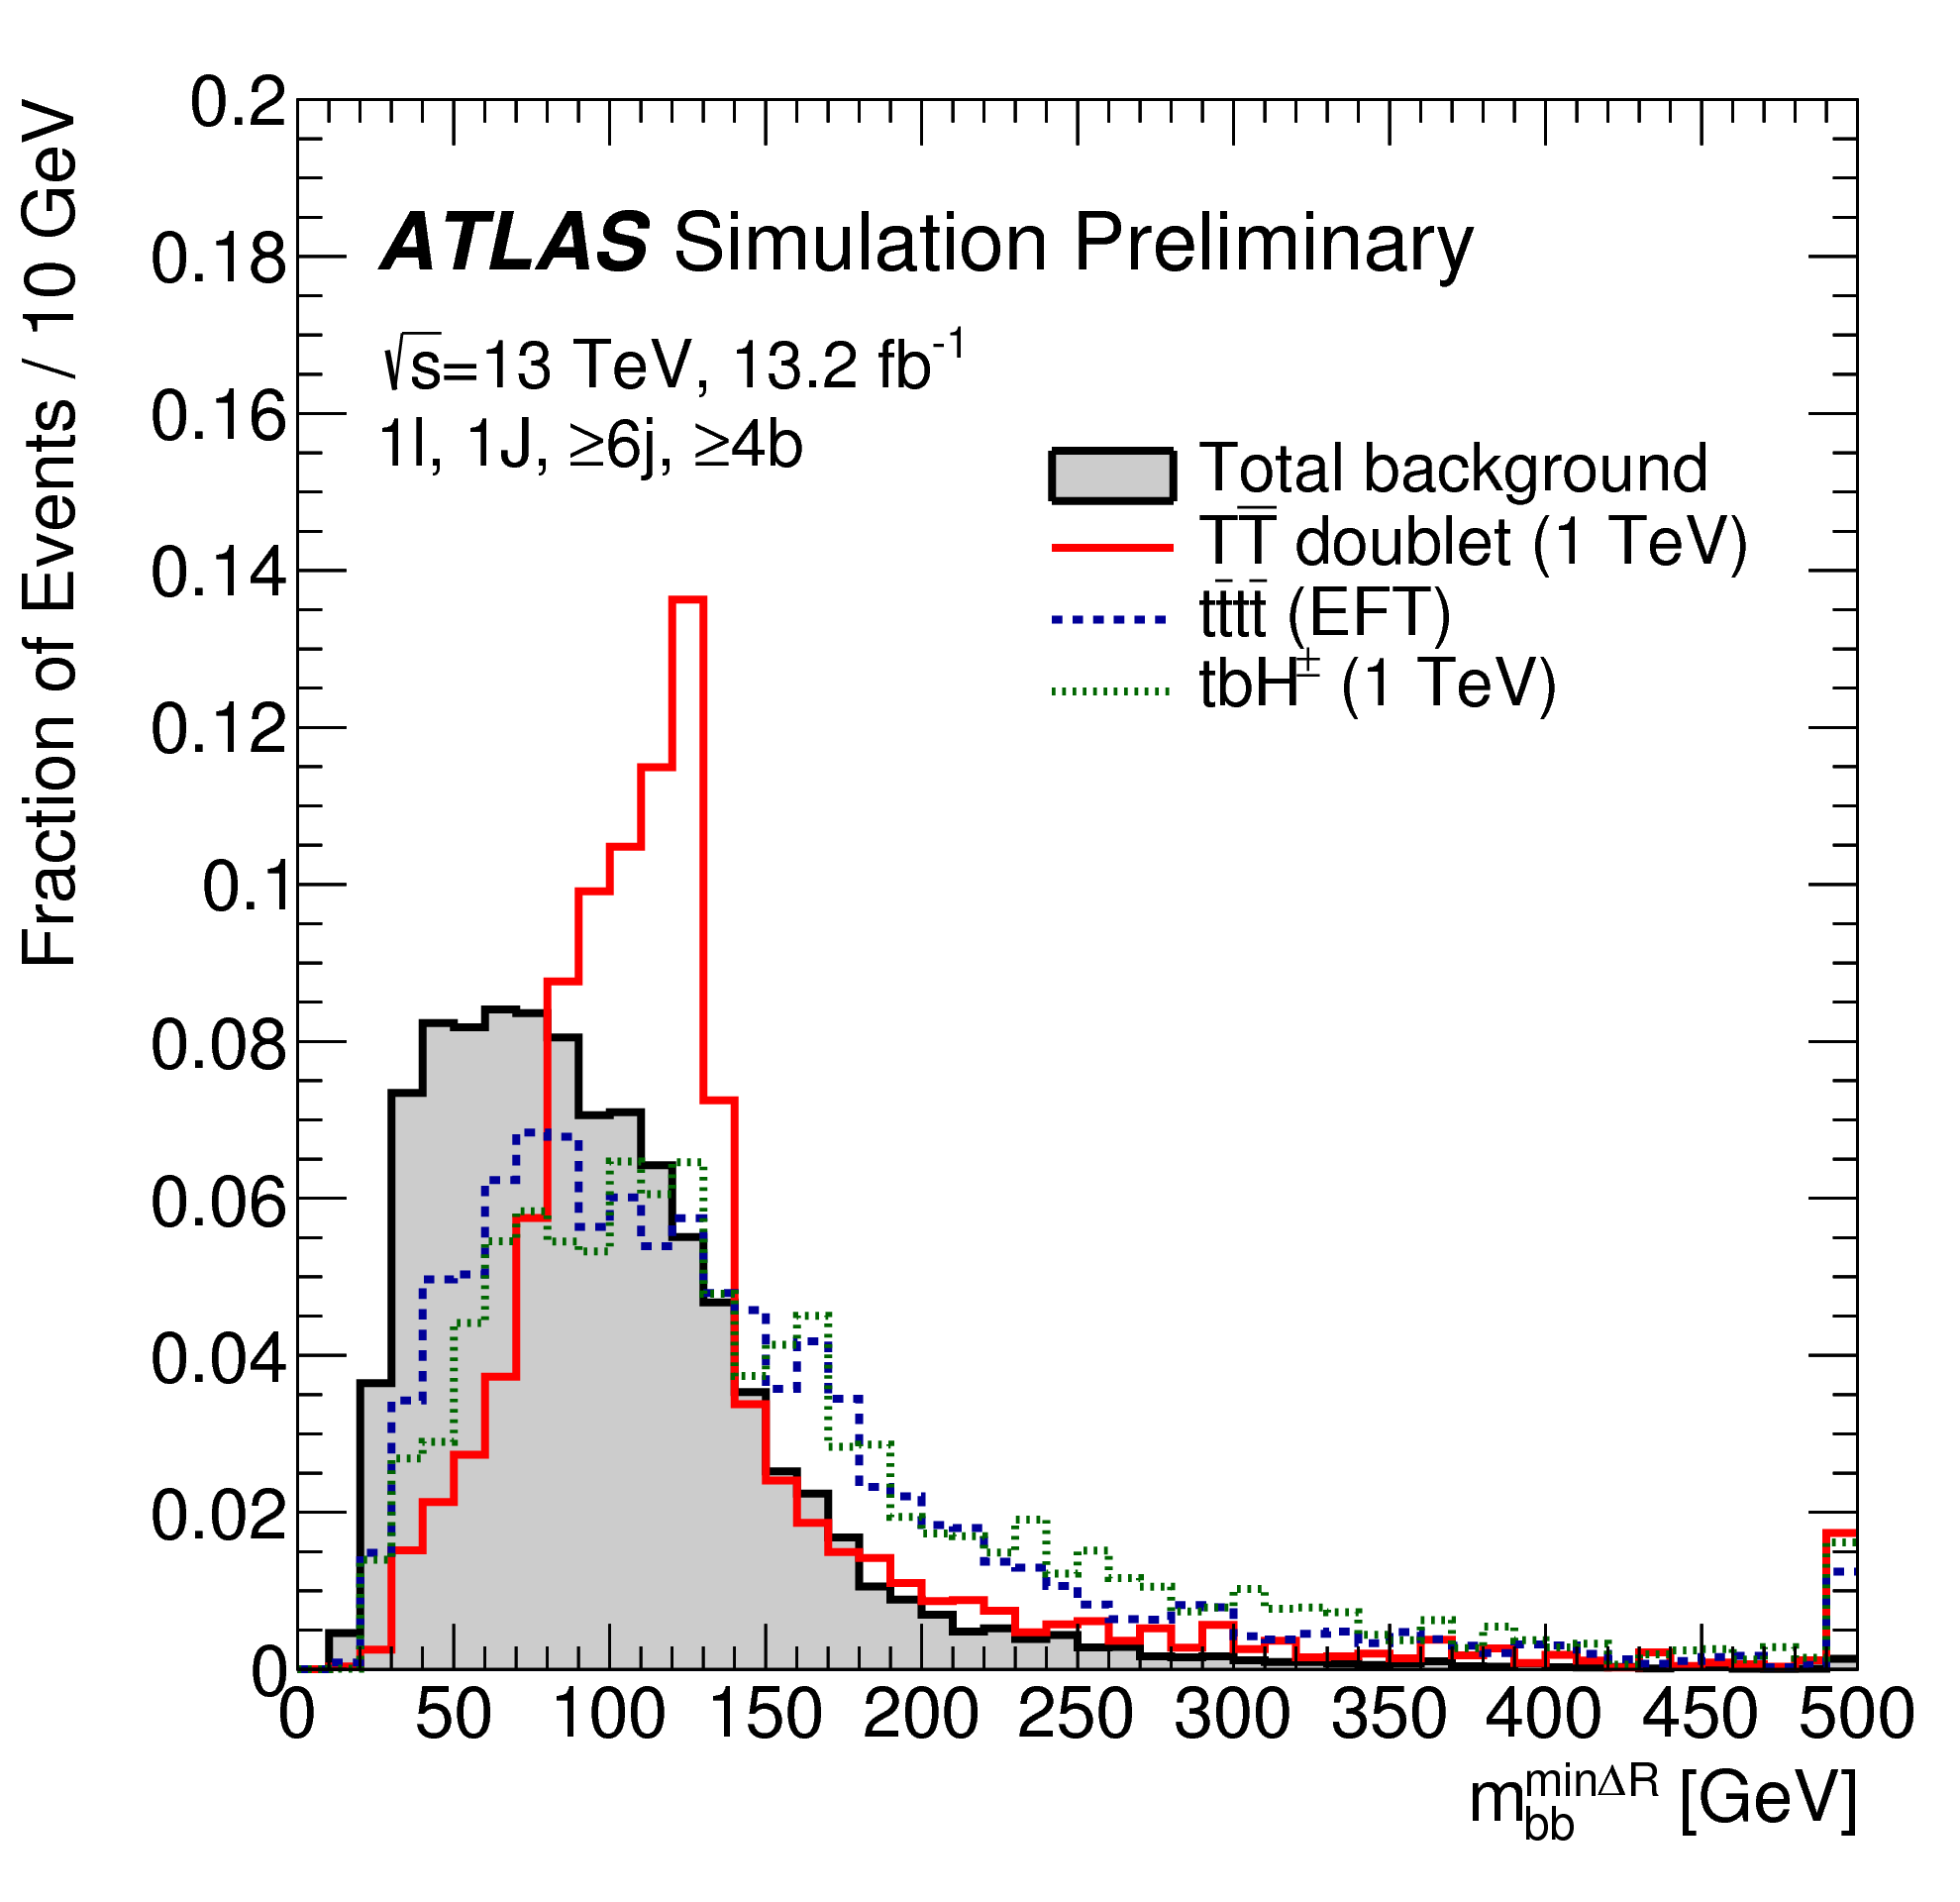 Fraction of Events / 10 GeV
0.2
0.18
0.16
0.14
0.12
0.1
0.08
0.06
0.04
0.02
0
ATLAS Simulation Preliminary
√s=13 TeV, 13.2 fb⁻¹
1l, 1J, ≥6j, ≥4b
Total background
TT̅ doublet (1 TeV)
tt̅tt̅ (EFT)
tbH± (1 TeV)
0 50 100 150 200 250 300 350 400 450 500
m_bb^minΔR [GeV]